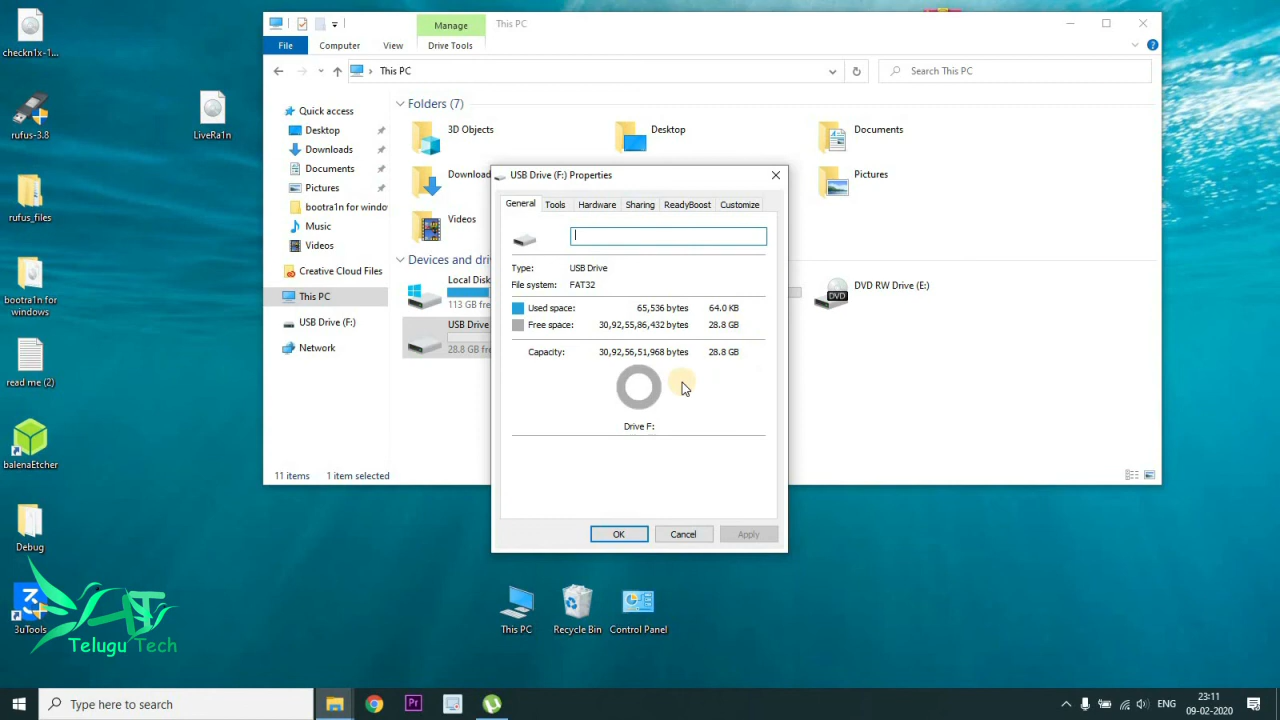 checkn1x-1...
rufus-3.8
LiveRa1n
rufus_files
bootra1n for
windows
read me (2)
balenaEtcher
Debug
3uTools
Telugu Tech
Manage
This PC
File
Computer
View
Drive Tools
This PC
Search This PC
Quick access
Desktop
Downloads
Documents
Pictures
bootra1n for windo
Music
Videos
Creative Cloud Files
This PC
USB Drive (F:)
Network
Folders (7)
3D Objects
Desktop
Documents
Download
Pictures
Videos
Devices and driv
Local Disk
113 GB free
DVD RW Drive (E:)
DVD
USB Drive
28.8 GB fre
11 items
1 item selected
USB Drive (F:) Properties
General
Tools
Hardware
Sharing
ReadyBoost
Customize
Type:
USB Drive
File system:
FAT32
Used space:
65,536 bytes
64.0 KB
Free space:
30,92,55,86,432 bytes
28.8 GB
Capacity:
30,92,56,51,968 bytes
28.8 GB
Drive F:
OK
Cancel
Apply
This PC
Recycle Bin
Control Panel
Type here to search
Pr
ENG
23:11
09-02-2020